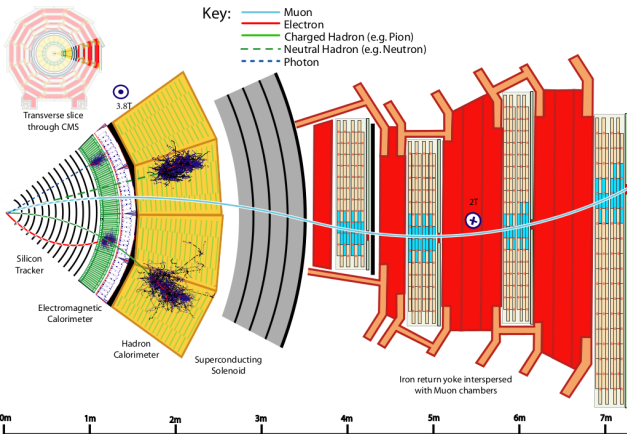 Key:
Muon
Electron
Charged Hadron (e.g. Pion)
Neutral Hadron (e.g. Neutron)
Photon
Transverse slice
through CMS
3.8T
2T
Silicon
Tracker
Electromagnetic
Calorimeter
Hadron
Calorimeter
Superconducting
Solenoid
Iron return yoke interspersed
with Muon chambers
0m 1m 2m 3m 4m 5m 6m 7m